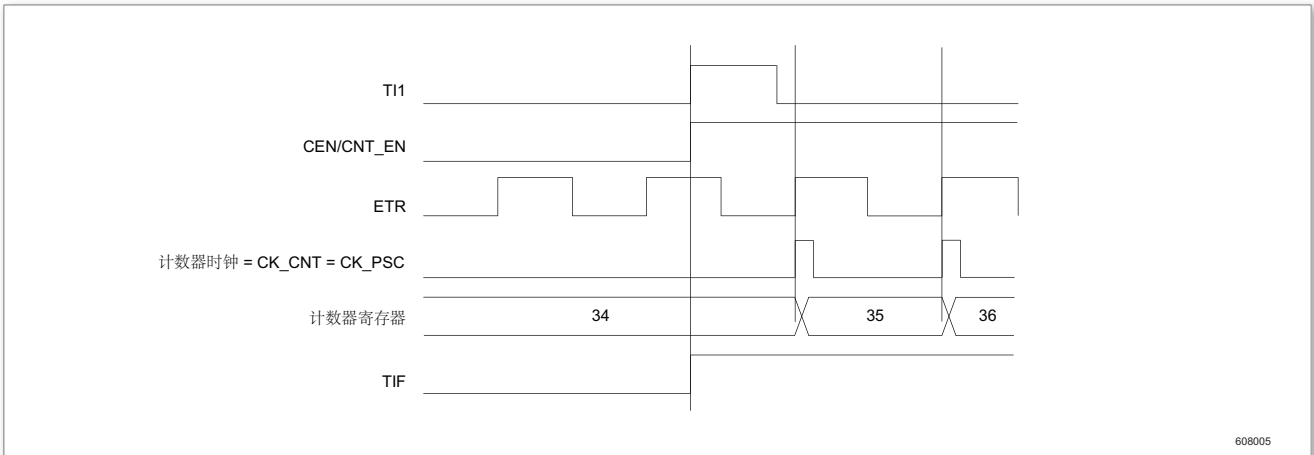 TI1
CEN/CNT_EN
ETR
计数器时钟 = CK_CNT = CK_PSC
计数器寄存器 34 35 36
TIF
608005